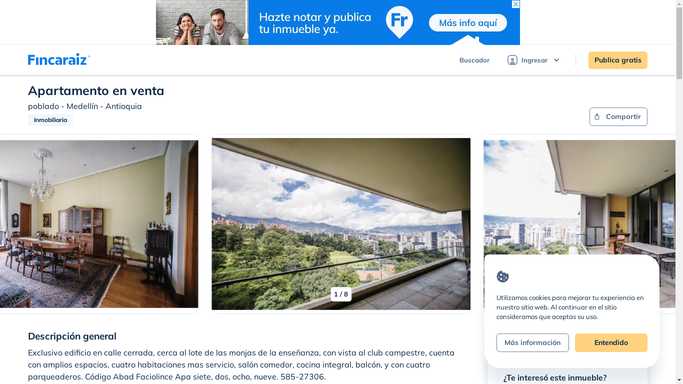 Hazte notar y publica
tu inmueble ya.
Fr
Más info aquí
Fincaraiz
Buscador
Ingresar
Publica gratis
Apartamento en venta
poblado - Medellín - Antioquia
Inmobiliaria
Compartir
1 / 8
Utilizamos cookies para mejorar tu experiencia en
nuestro sitio web. Al continuar en el sitio
consideramos que aceptas su uso.
Más información
Entendido
Descripción general
Exclusivo edificio en calle cerrada, cerca al lote de las monjas de la enseñanza, con vista al club campestre, cuenta
con amplios espacios, cuatro habitaciones mas servicio, salón comedor, cocina integral, balcón, y con cuatro
parqueaderos. Código Abad Faciolince Apa siete, dos, ocho, nueve. 585-27306.
¿Te interesó este inmueble?